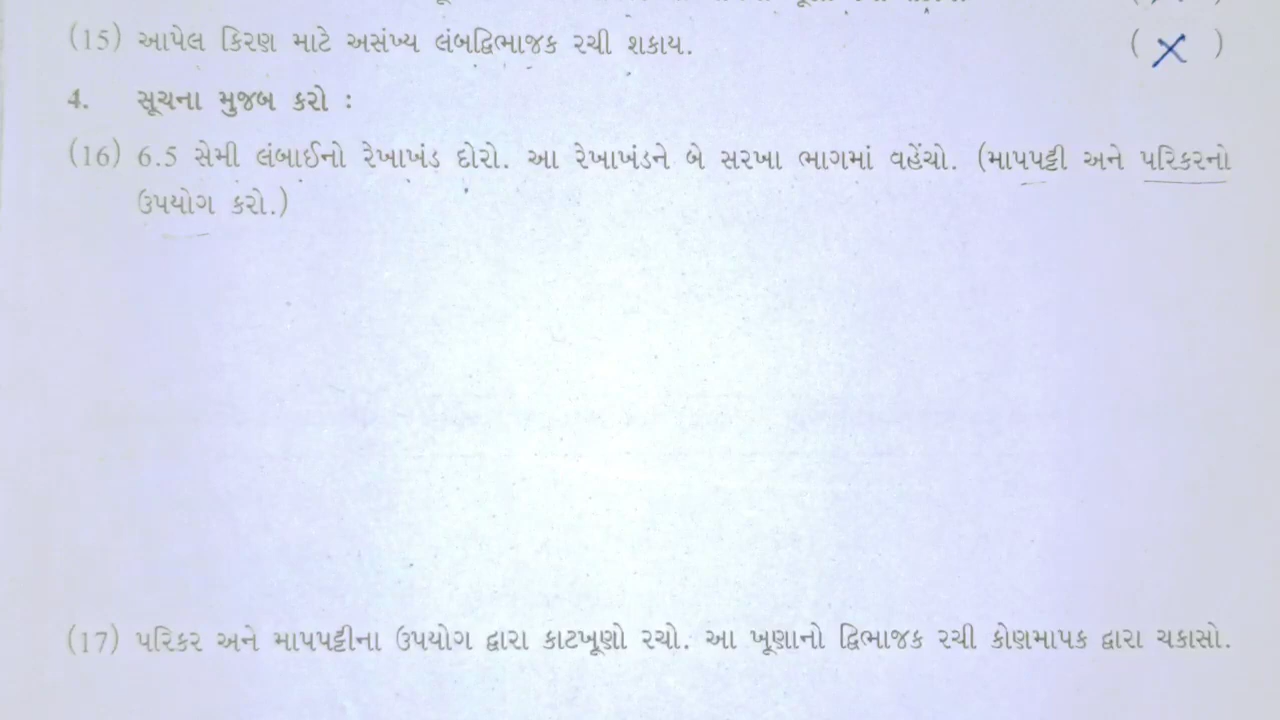 (15) આપેલ કિરણ માટે અસંખ્ય લંબદ્વિભાજક રચી શકાય. ( X )
4. સૂચના મુજબ કરો :
(16) 6.5 સેમી લંબાઈનો રેખાખંડ દોરો. આ રેખાખંડને બે સરખા ભાગમાં વહેંચો. (માપપટ્ટી અને પરિકરનો
ઉપયોગ કરો.)
(17) પરિકર અને માપપટ્ટીના ઉપયોગ દ્વારા કાટખૂણો રચો. આ ખૂણાનો દ્વિભાજક રચી કોણમાપક દ્વારા ચકાસો.